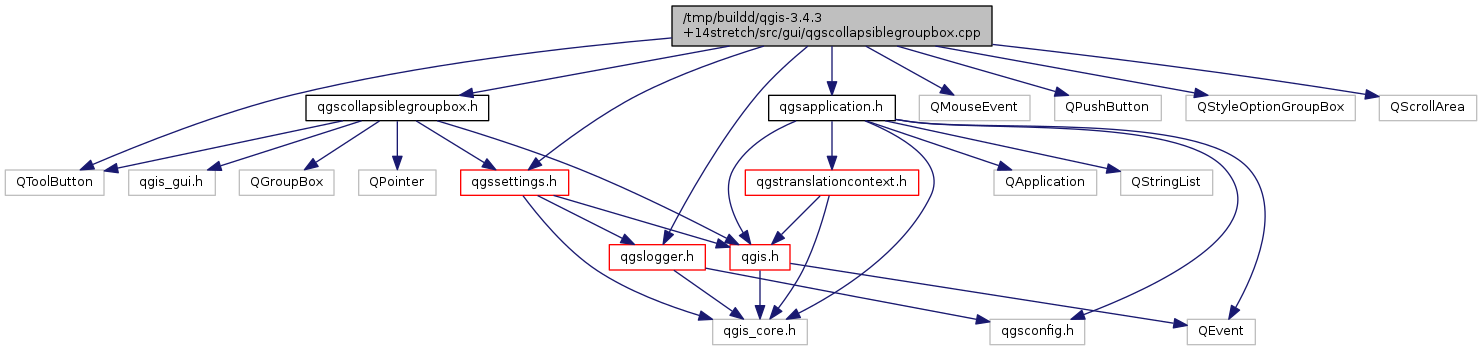 /tmp/buildd/qgis-3.4.3
+14stretch/src/gui/qgscollapsiblegroupbox.cpp
qgscollapsiblegroupbox.h
qgsapplication.h
QMouseEvent
QPushButton
QStyleOptionGroupBox
QScrollArea
QToolButton
qgis_gui.h
QGroupBox
QPointer
qgssettings.h
qgstranslationcontext.h
QApplication
QStringList
qgslogger.h
qgis.h
qgis_core.h
qgsconfig.h
QEvent